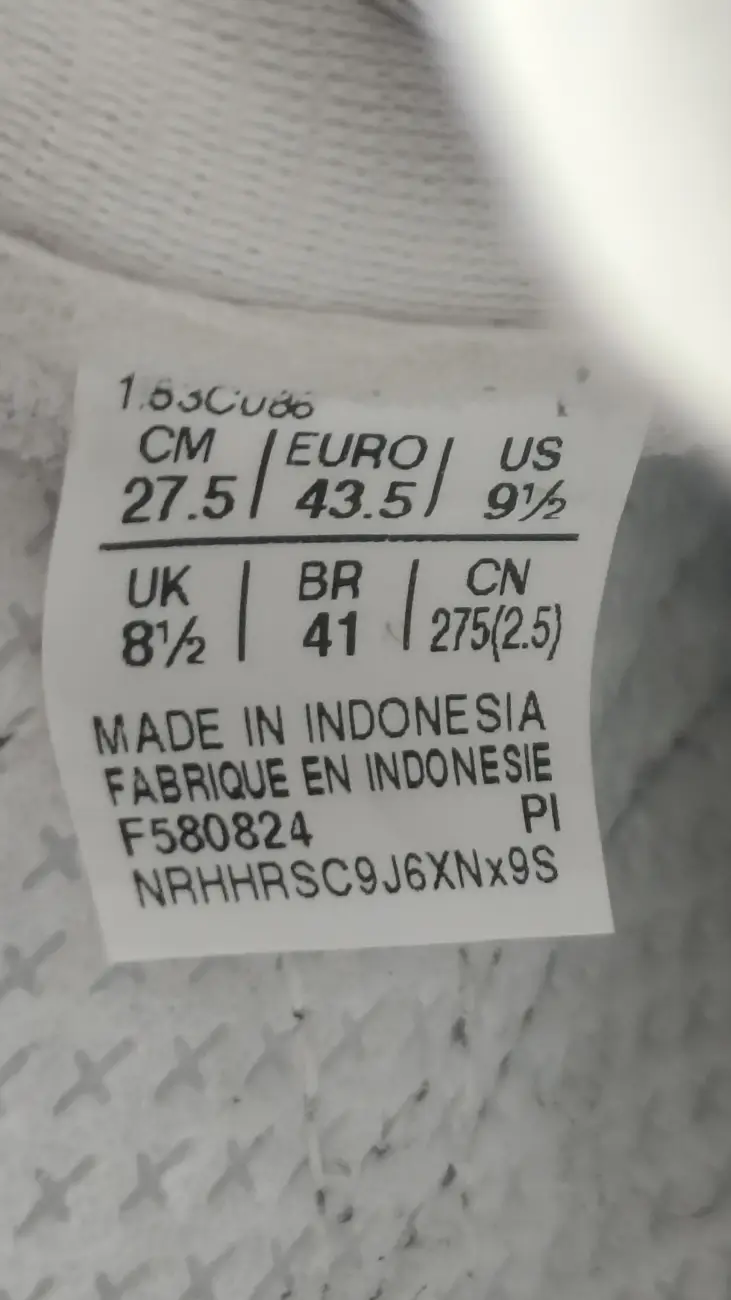 CM / EURO / US
27.5 / 43.5 / 9½
UK | BR | CN
8½ | 41 | 275(2.5)
MADE IN INDONESIA
FABRIQUE EN INDONESIE
F580824 PI
NRHHRSC9J6XNx9S